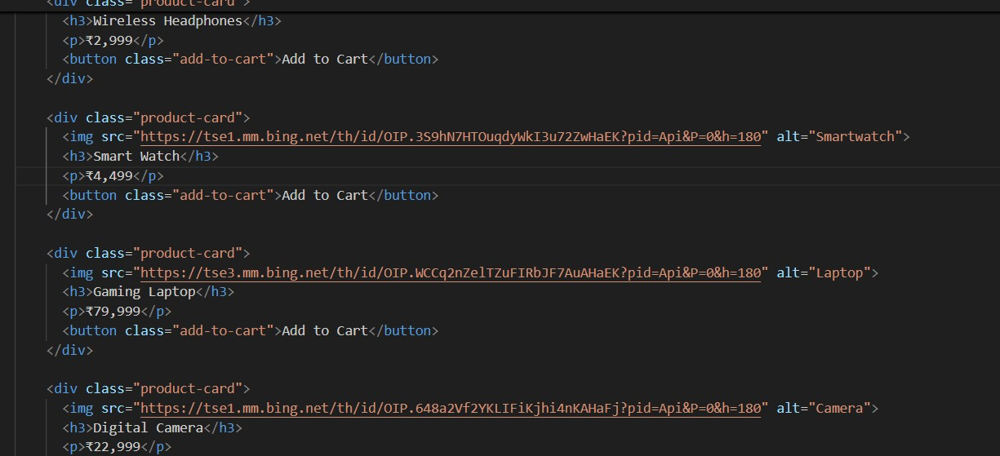 <div class="product-card">
<h3>Wireless Headphones</h3>
<p>₹2,999</p>
<button class="add-to-cart">Add to Cart</button>
</div>
<div class="product-card">
<img src="https://tse1.mm.bing.net/th/id/OIP.3S9hN7HTOuqdyWkI3u72ZwHaEK?pid=Api&P=0&h=180" alt="Smartwatch">
<h3>Smart Watch</h3>
<p>₹4,499</p>
<button class="add-to-cart">Add to Cart</button>
</div>
<div class="product-card">
<img src="https://tse3.mm.bing.net/th/id/OIP.WCCq2nZelTZuFIRbJF7AuAHaEK?pid=Api&P=0&h=180" alt="Laptop">
<h3>Gaming Laptop</h3>
<p>₹79,999</p>
<button class="add-to-cart">Add to Cart</button>
</div>
<div class="product-card">
<img src="https://tse1.mm.bing.net/th/id/OIP.648a2Vf2YKLIFiKjhi4nKAHaFj?pid=Api&P=0&h=180" alt="Camera">
<h3>Digital Camera</h3>
<p>₹22,999</p>